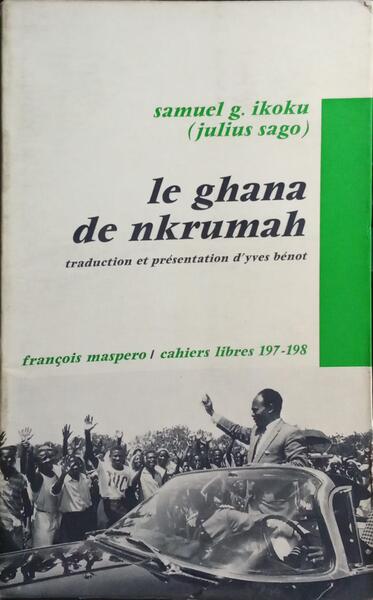 samuel g. ikoku
(julius sago)
le ghana
de nkrumah
traduction et présentation d'yves bénot
françois maspero / cahiers libres 197-198